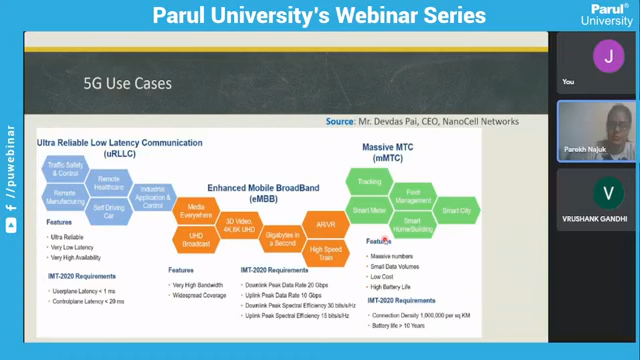 Parul University's Webinar Series
Parul®
University
/puwebinar
5G Use Cases
Source: Mr. Devdas Pai, CEO, NanoCell Networks
Ultra Reliable Low Latency Communication
(uRLLC)
Traffic Safety
& Control
Remote
Healthcare
Industrial
Application &
Control
Remote
Manufacturing
Self Driving
Car
Features
Ultra Reliable
Very Low Latency
Very High Availability
IMT-2020 Requirements
Userplane Latency < 1 ms
Controlplane Latency < 20 ms
Enhanced Mobile BroadBand
(eMBB)
Media
Everywhere
3D Video,
4K, 8K UHD
AR/VR
UHD
Broadcast
Gigabytes in
a Second
High Speed
Train
Features
Very High Bandwidth
Widespread Coverage
IMT-2020 Requirements
Downlink Peak Data Rate 20 Gbps
Uplink Peak Data Rate 10 Gbps
Downlink Peak Spectral Efficiency 30 bits/s/Hz
Uplink Peak Spectral Efficiency 15 bits/s/Hz
Massive MTC
(mMTC)
Tracking
Fleet
Management
Smart Meter
Smart City
Smart
Home/Building
Features
Massive numbers
Small Data Volumes
Low Cost
High Battery Life
IMT-2020 Requirements
Connection Density 1,000,000 per sq KM
Battery life > 10 Years
J
You
Parekh Najuk
V
VRUSHANK GANDHI